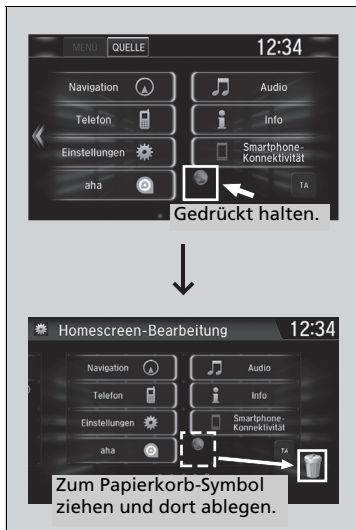 MENÜ QUELLE 12:34
Navigation Audio
Telefon Info
Einstellungen Smartphone-
Konnektivität
aha TA
Gedrückt halten.
Homescreen-Bearbeitung 12:34
Navigation Audio
Telefon Info
Einstellungen Smartphone-
Konnektivität
aha TA
Zum Papierkorb-Symbol
ziehen und dort ablegen.